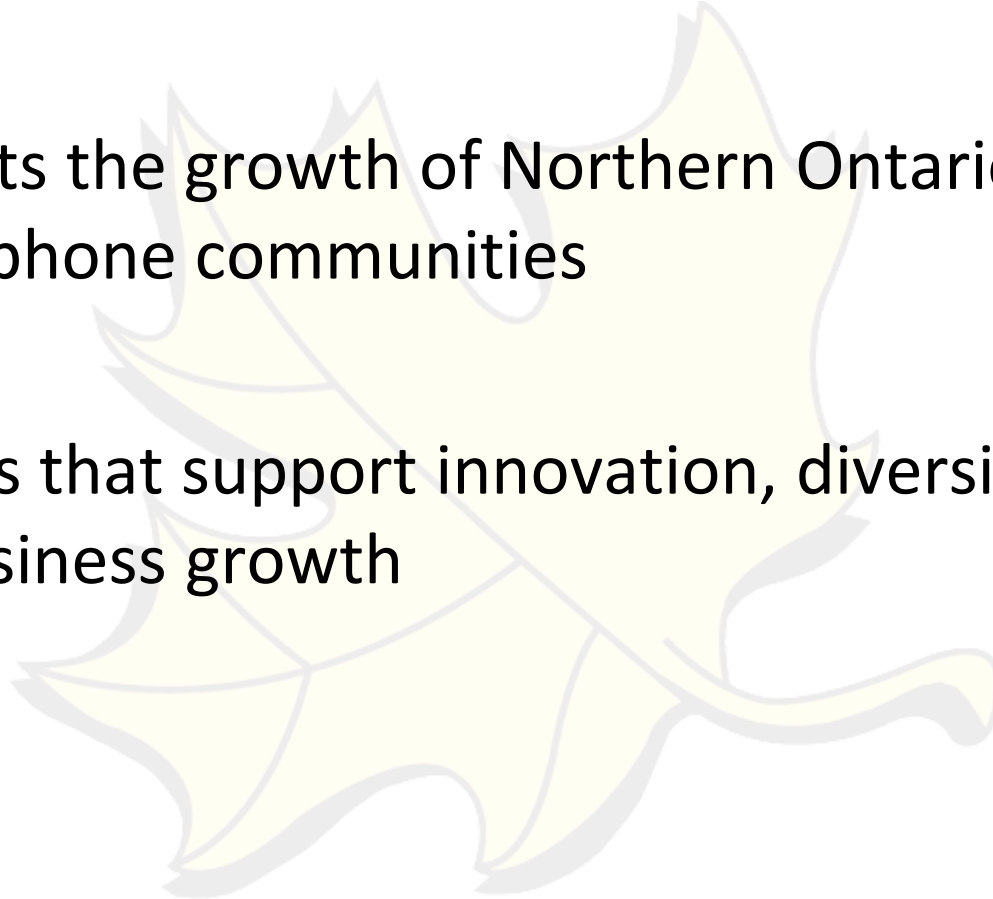 ts the growth of Northern Ontari
phone communities
s that support innovation, diversi
siness growth